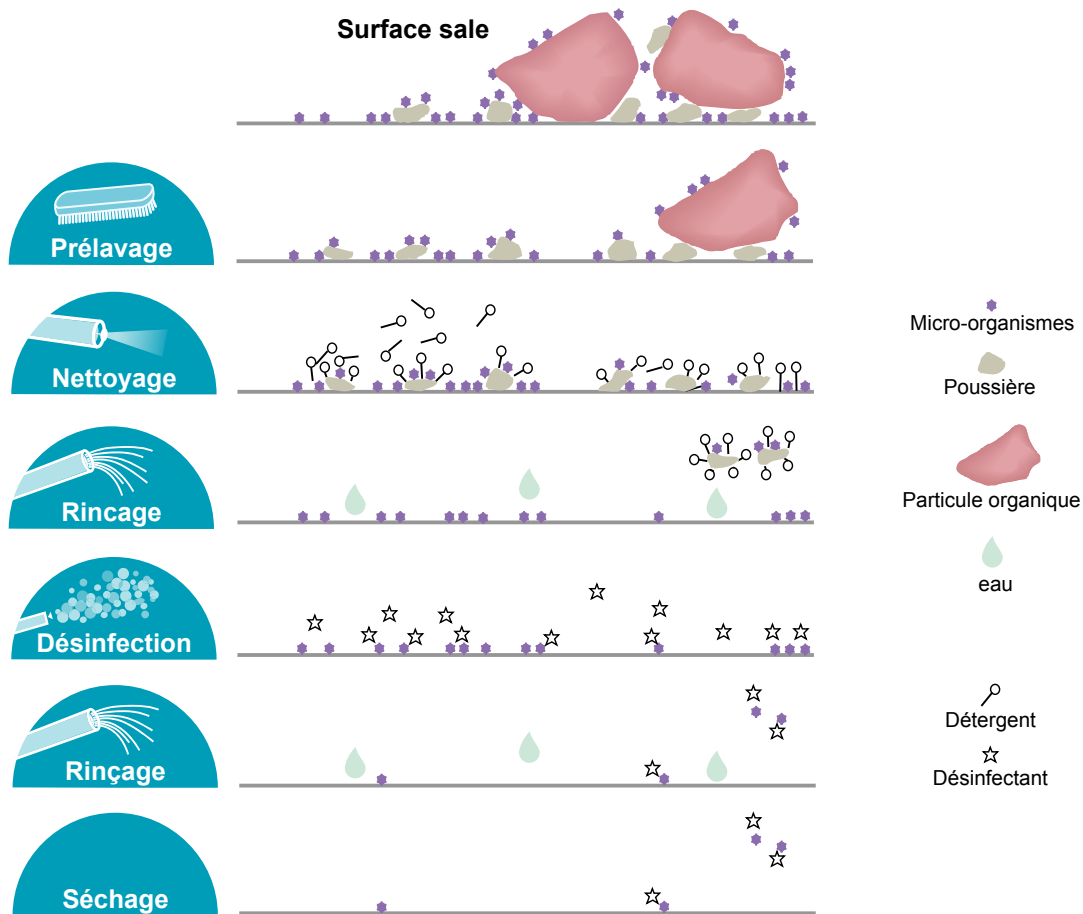 Surface sale
Prélavage
Nettoyage
Rincage
Désinfection
Rinçage
Séchage
Micro-organismes
Poussière
Particule organique
eau
Détergent
Désinfectant